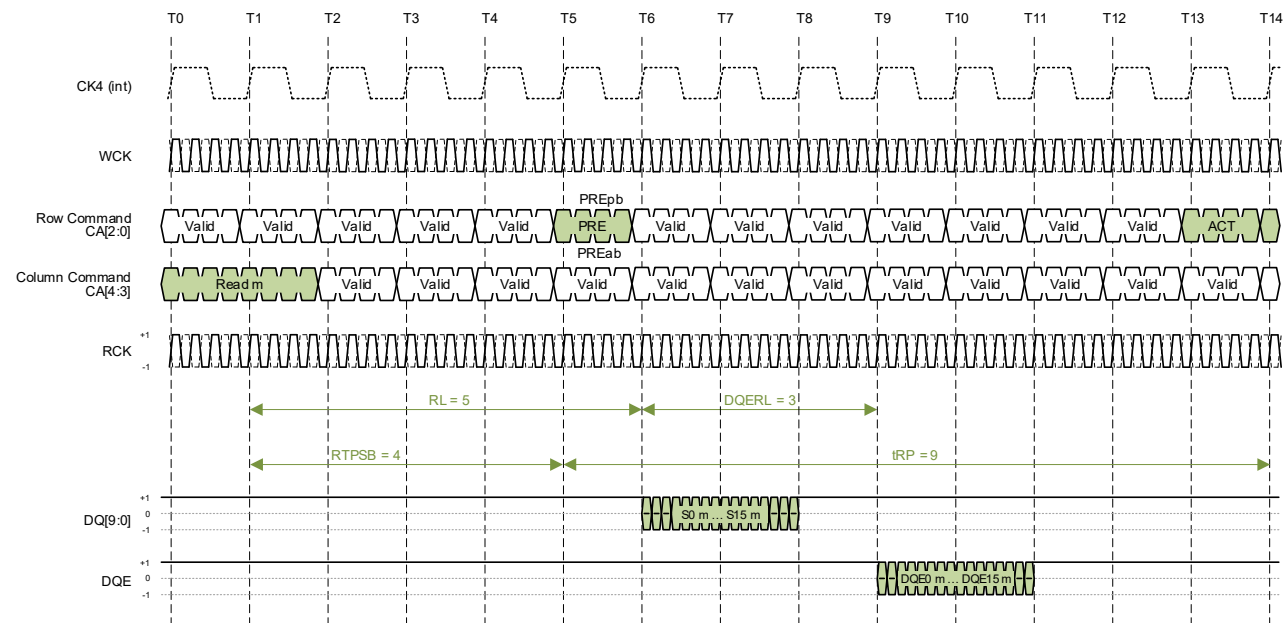 T0 T1 T2 T3 T4 T5 T6 T7 T8 T9 T10 T11 T12 T13 T14
CK4 (int)
WCK
PREpb
Row Command
CA[2:0]
Valid Valid Valid Valid Valid PRE Valid Valid Valid Valid Valid Valid Valid ACT
PREab
Column Command
CA[4:3]
Read m Valid Valid Valid Valid Valid Valid Valid Valid Valid Valid Valid Valid
RCK
+1
-1
RL = 5 DQERL = 3
RTPSB = 4 tRP = 9
DQ[9:0]
+1
0
-1
S0 m ... S15 m
DQE
+1
0
-1
DQE0 m ... DQE15 m